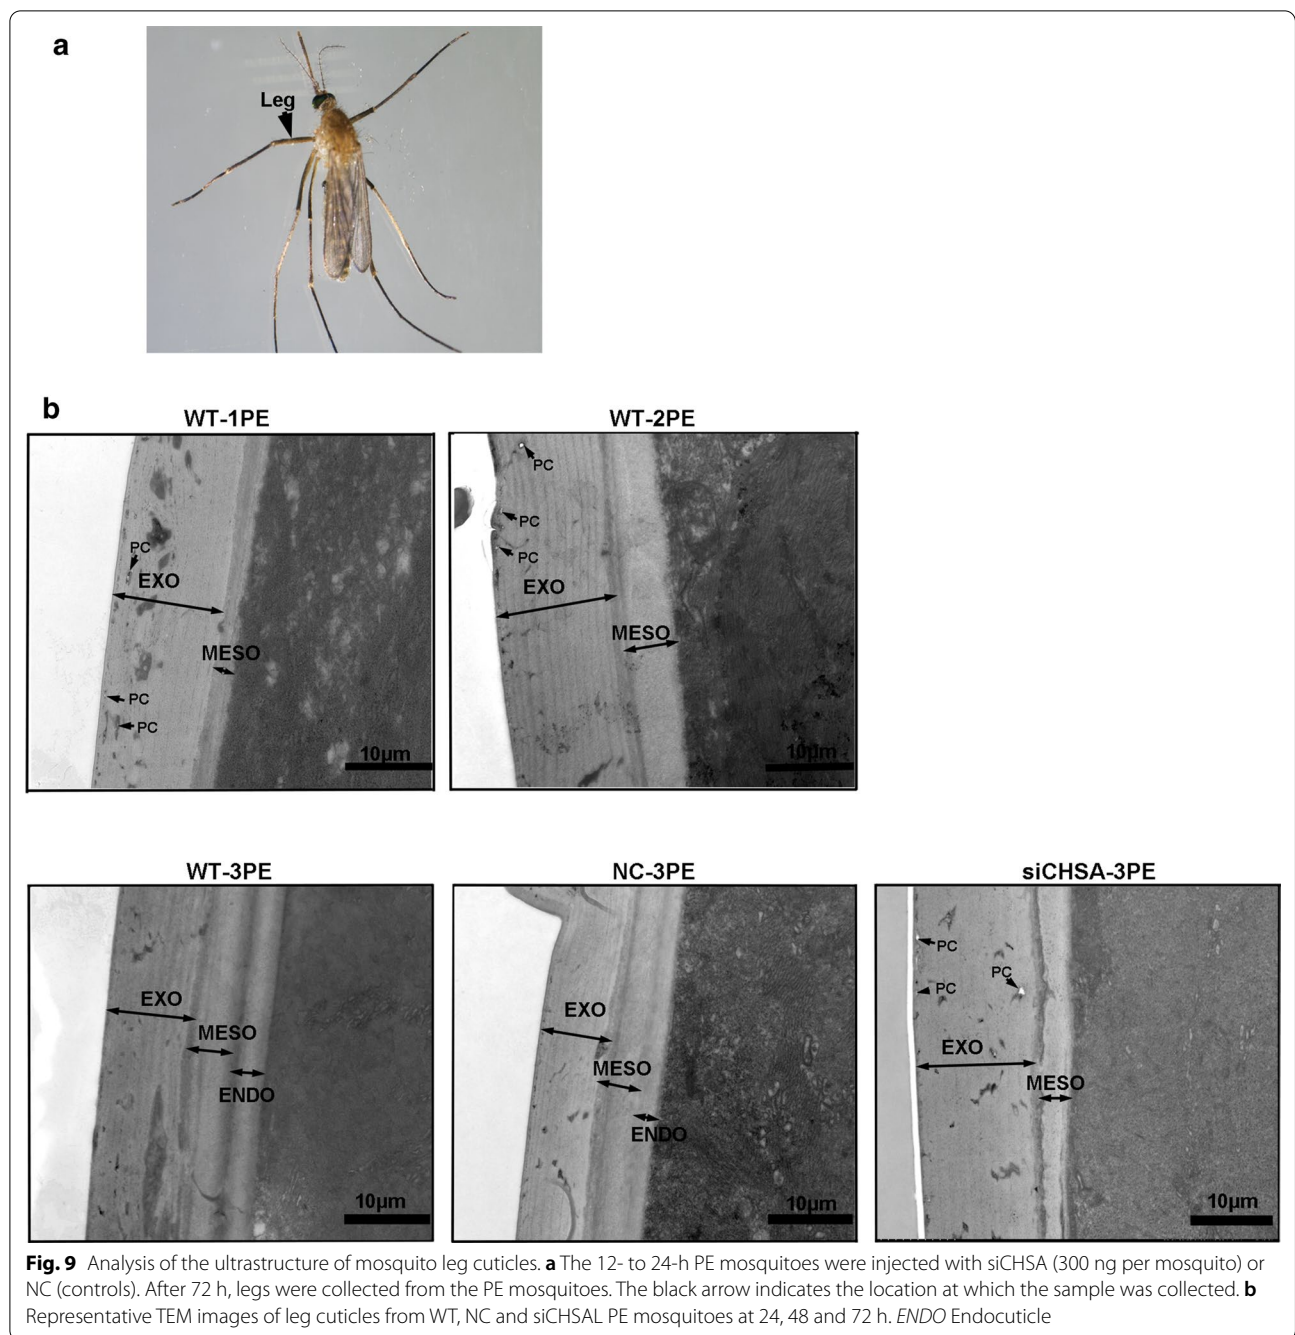 a
Leg
b
WT-1PE
WT-2PE
PC
EXO
MESO
PC
PC
10µm
PC
PC
PC
EXO
MESO
10µm
WT-3PE
NC-3PE
siCHSA-3PE
EXO
MESO
ENDO
10µm
EXO
MESO
ENDO
10µm
PC
PC
PC
EXO
MESO
10µm
Fig. 9 Analysis of the ultrastructure of mosquito leg cuticles. a The 12- to 24-h PE mosquitoes were injected with siCHSA (300 ng per mosquito) or
NC (controls). After 72 h, legs were collected from the PE mosquitoes. The black arrow indicates the location at which the sample was collected. b
Representative TEM images of leg cuticles from WT, NC and siCHSAL PE mosquitoes at 24, 48 and 72 h. ENDO Endocuticle